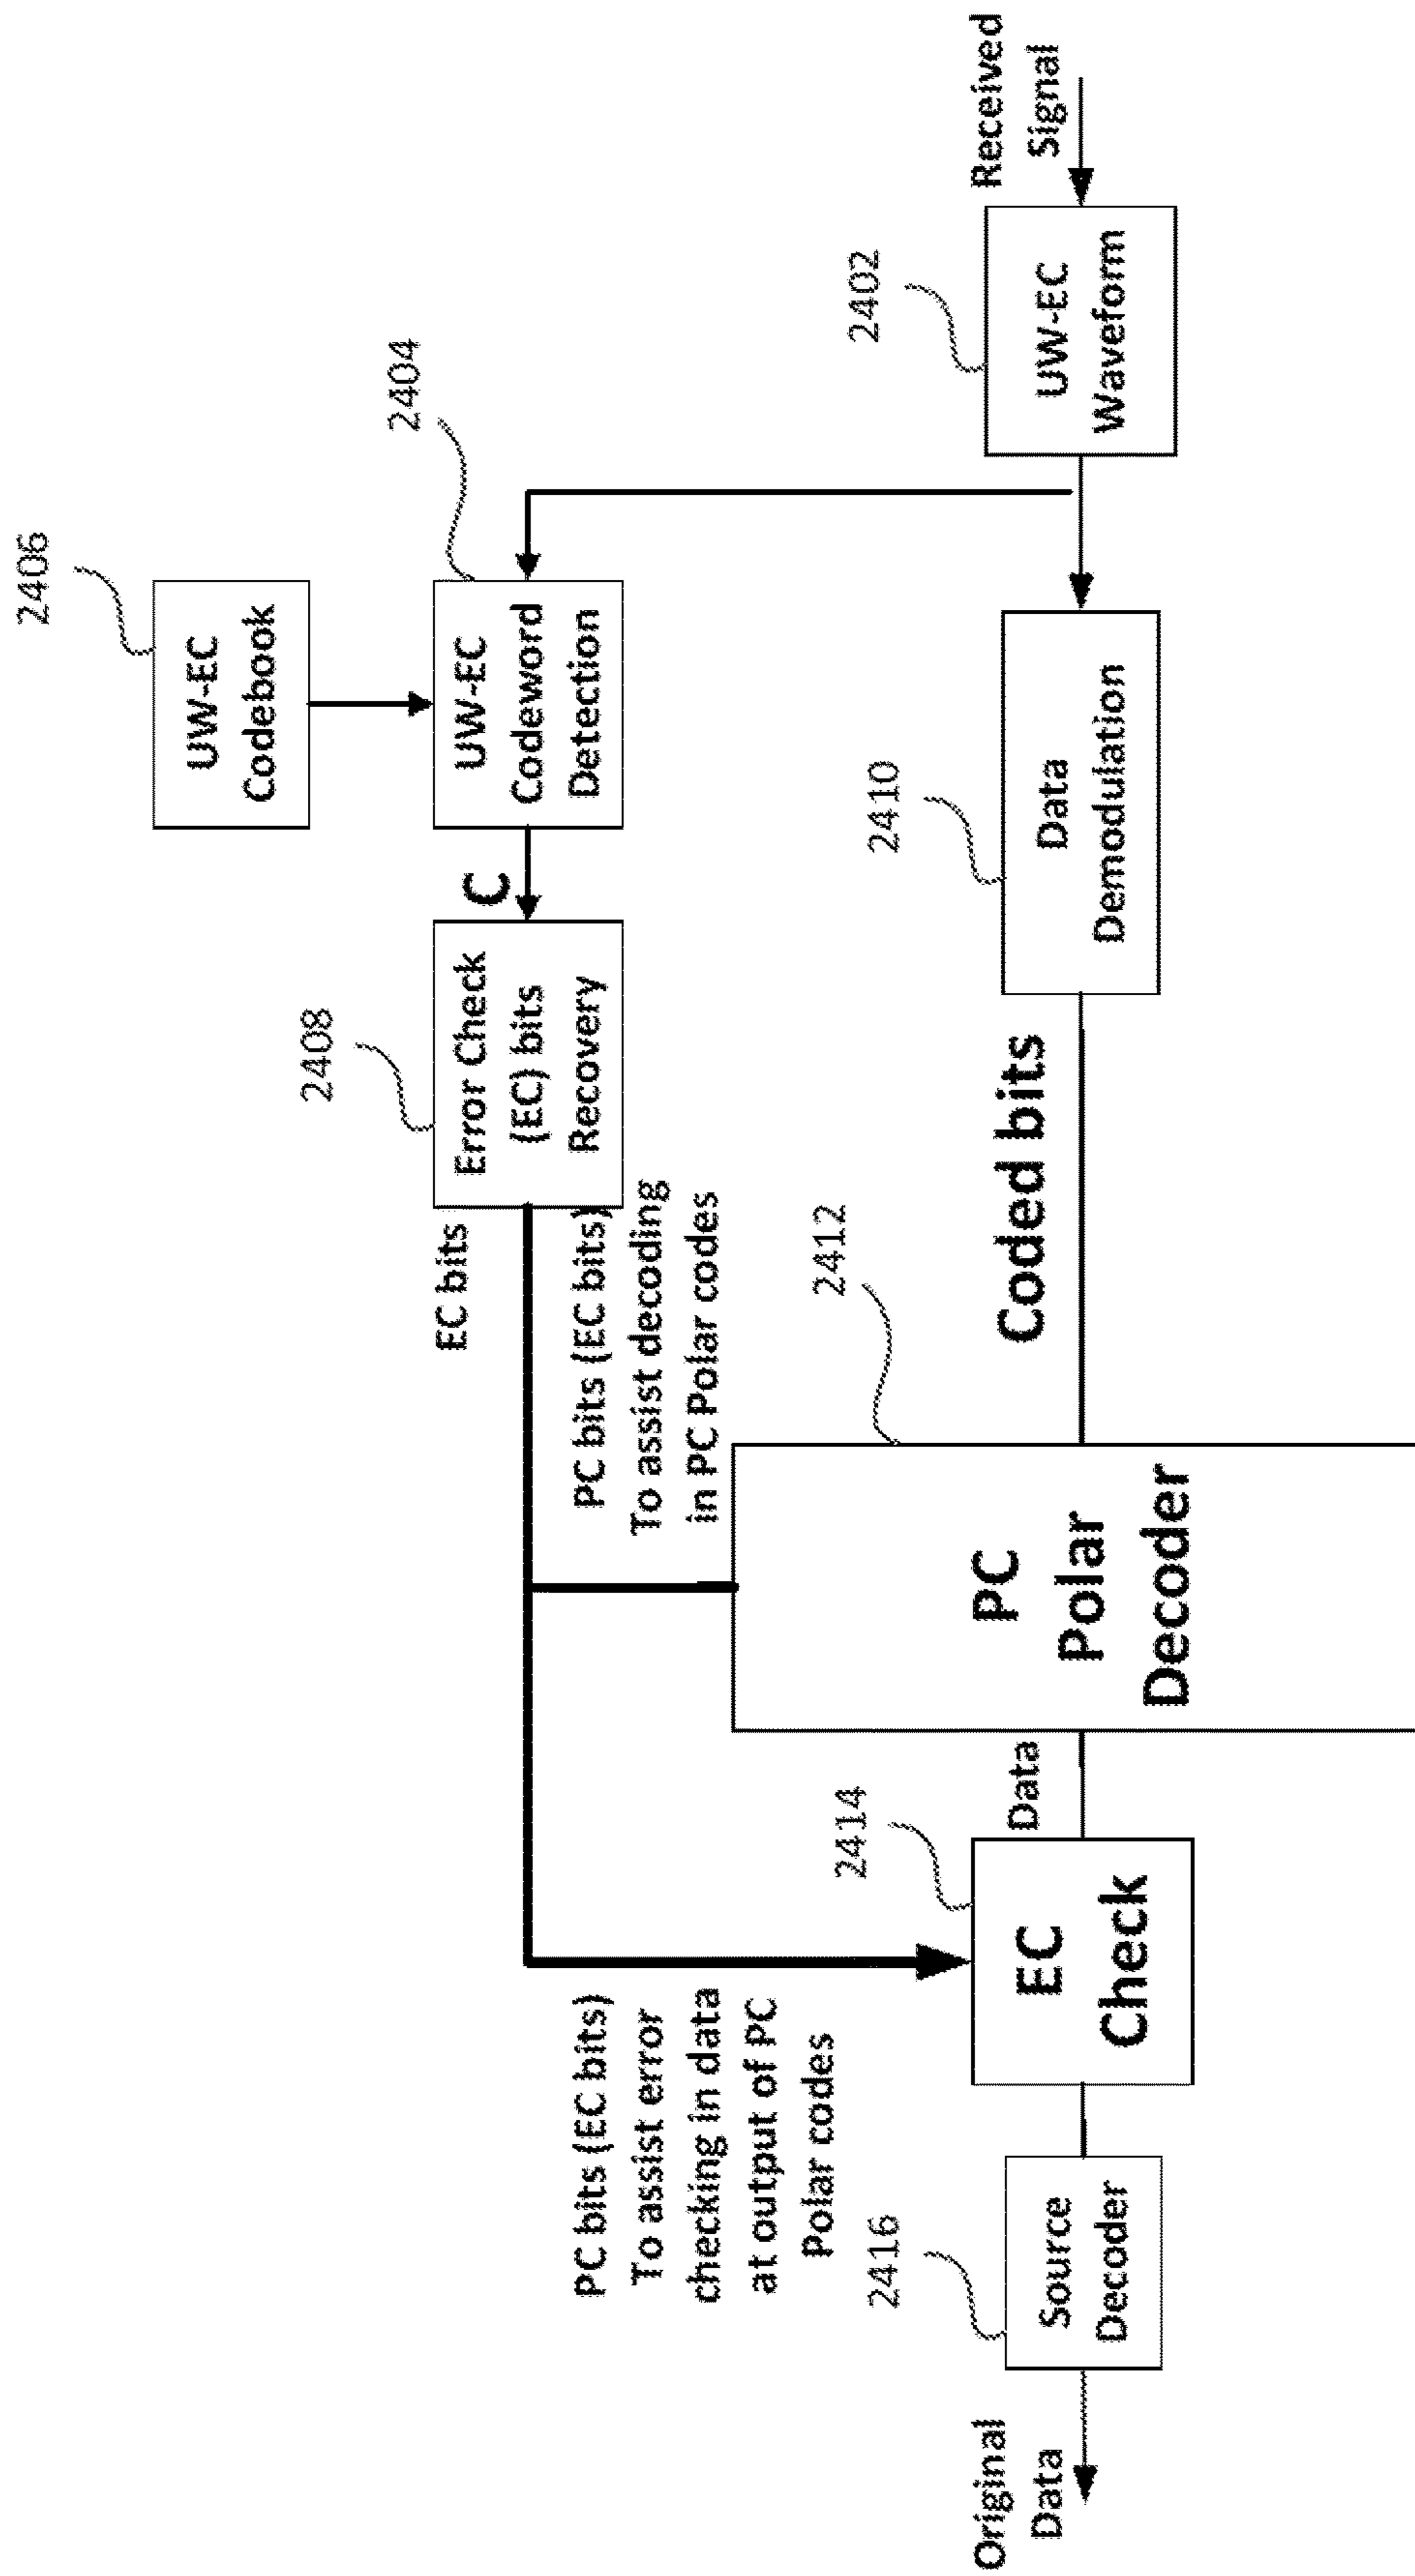 2406
UW-EC
Codebook
2404
UW-EC
Codeword
Detection
C
2408
Error Check
(EC) bits
Recovery
EC bits
PC bits (EC bits)
To assist decoding
in PC Polar codes
PC bits (EC bits)
To assist error
checking in data
at output of PC
Polar codes
Received
Signal
2402
UW-EC
Waveform
2410
Data
Demodulation
Coded bits
2412
PC
Polar
Decoder
Data
2414
EC
Check
2416
Source
Decoder
Original
Data